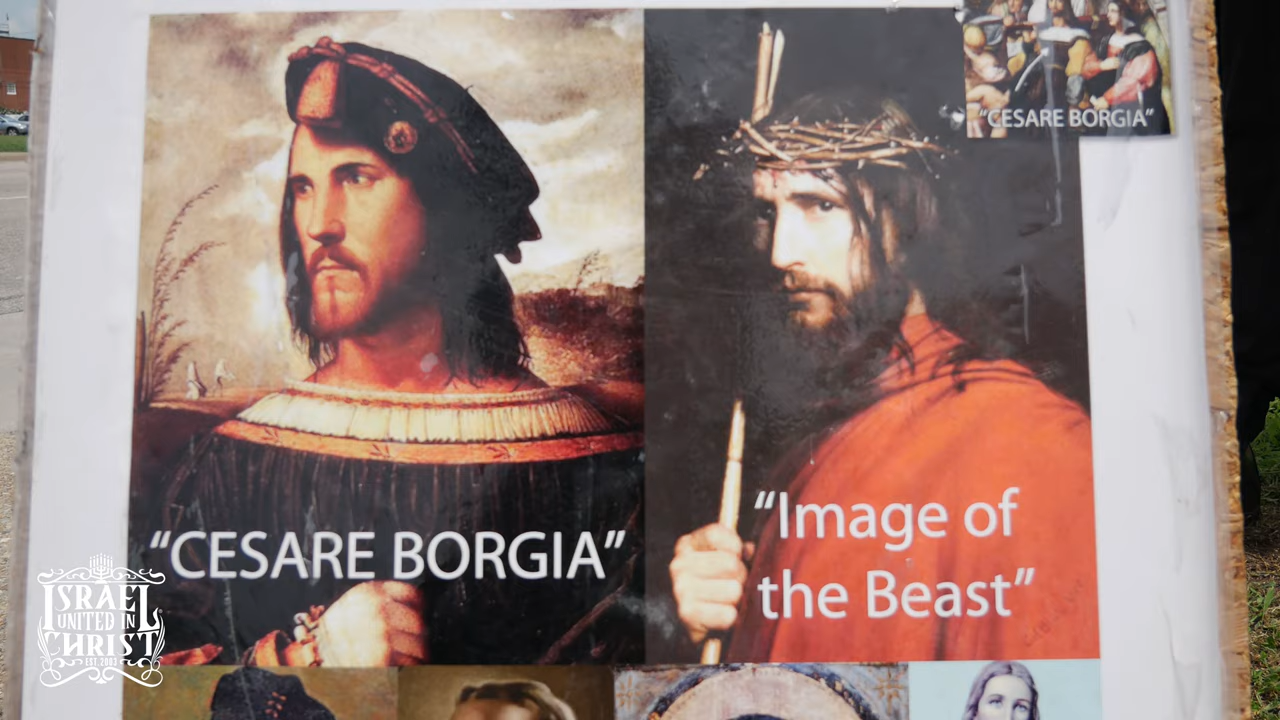 "CESARE BORGIA"
"CESARE BORGIA"
"Image of
the Beast"
ISRAEL
UNITED IN
CHRIST
EST.2003